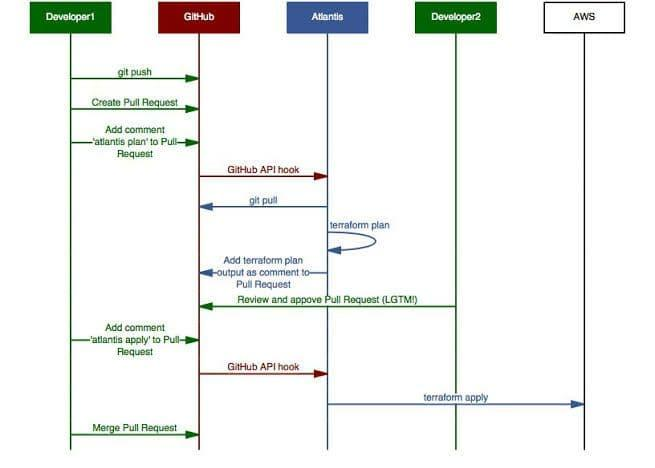 Developer1
GitHub
Atlantis
Developer2
AWS
git push
Create Pull Request
Add comment
'atlantis plan' to Pull
Request
GitHub API hook
git pull
terraform plan
Add terraform plan
output as comment to
Pull Request
Review and appove Pull Request (LGTM!)
Add comment
'atlantis apply' to Pull
Request
GitHub API hook
terraform apply
Merge Pull Request